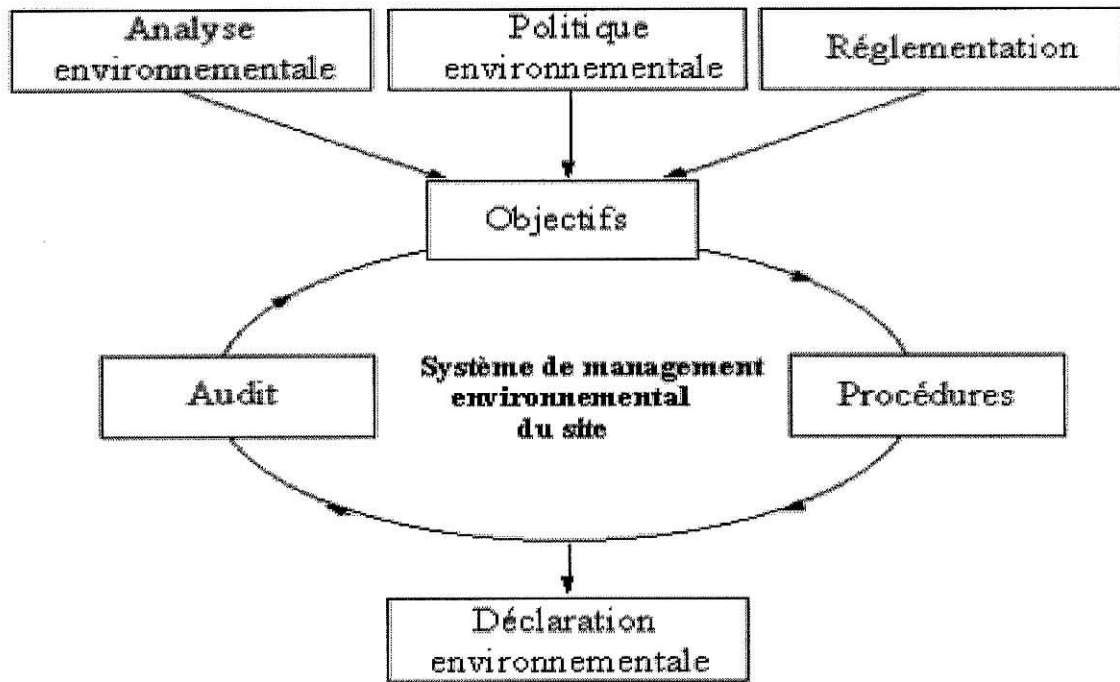 Analyse
environnementale
Politique
environnementale
Réglementation
Objectifs
Audit
Système de management
environnemental
du site
Procédures
Déclaration
environnementale